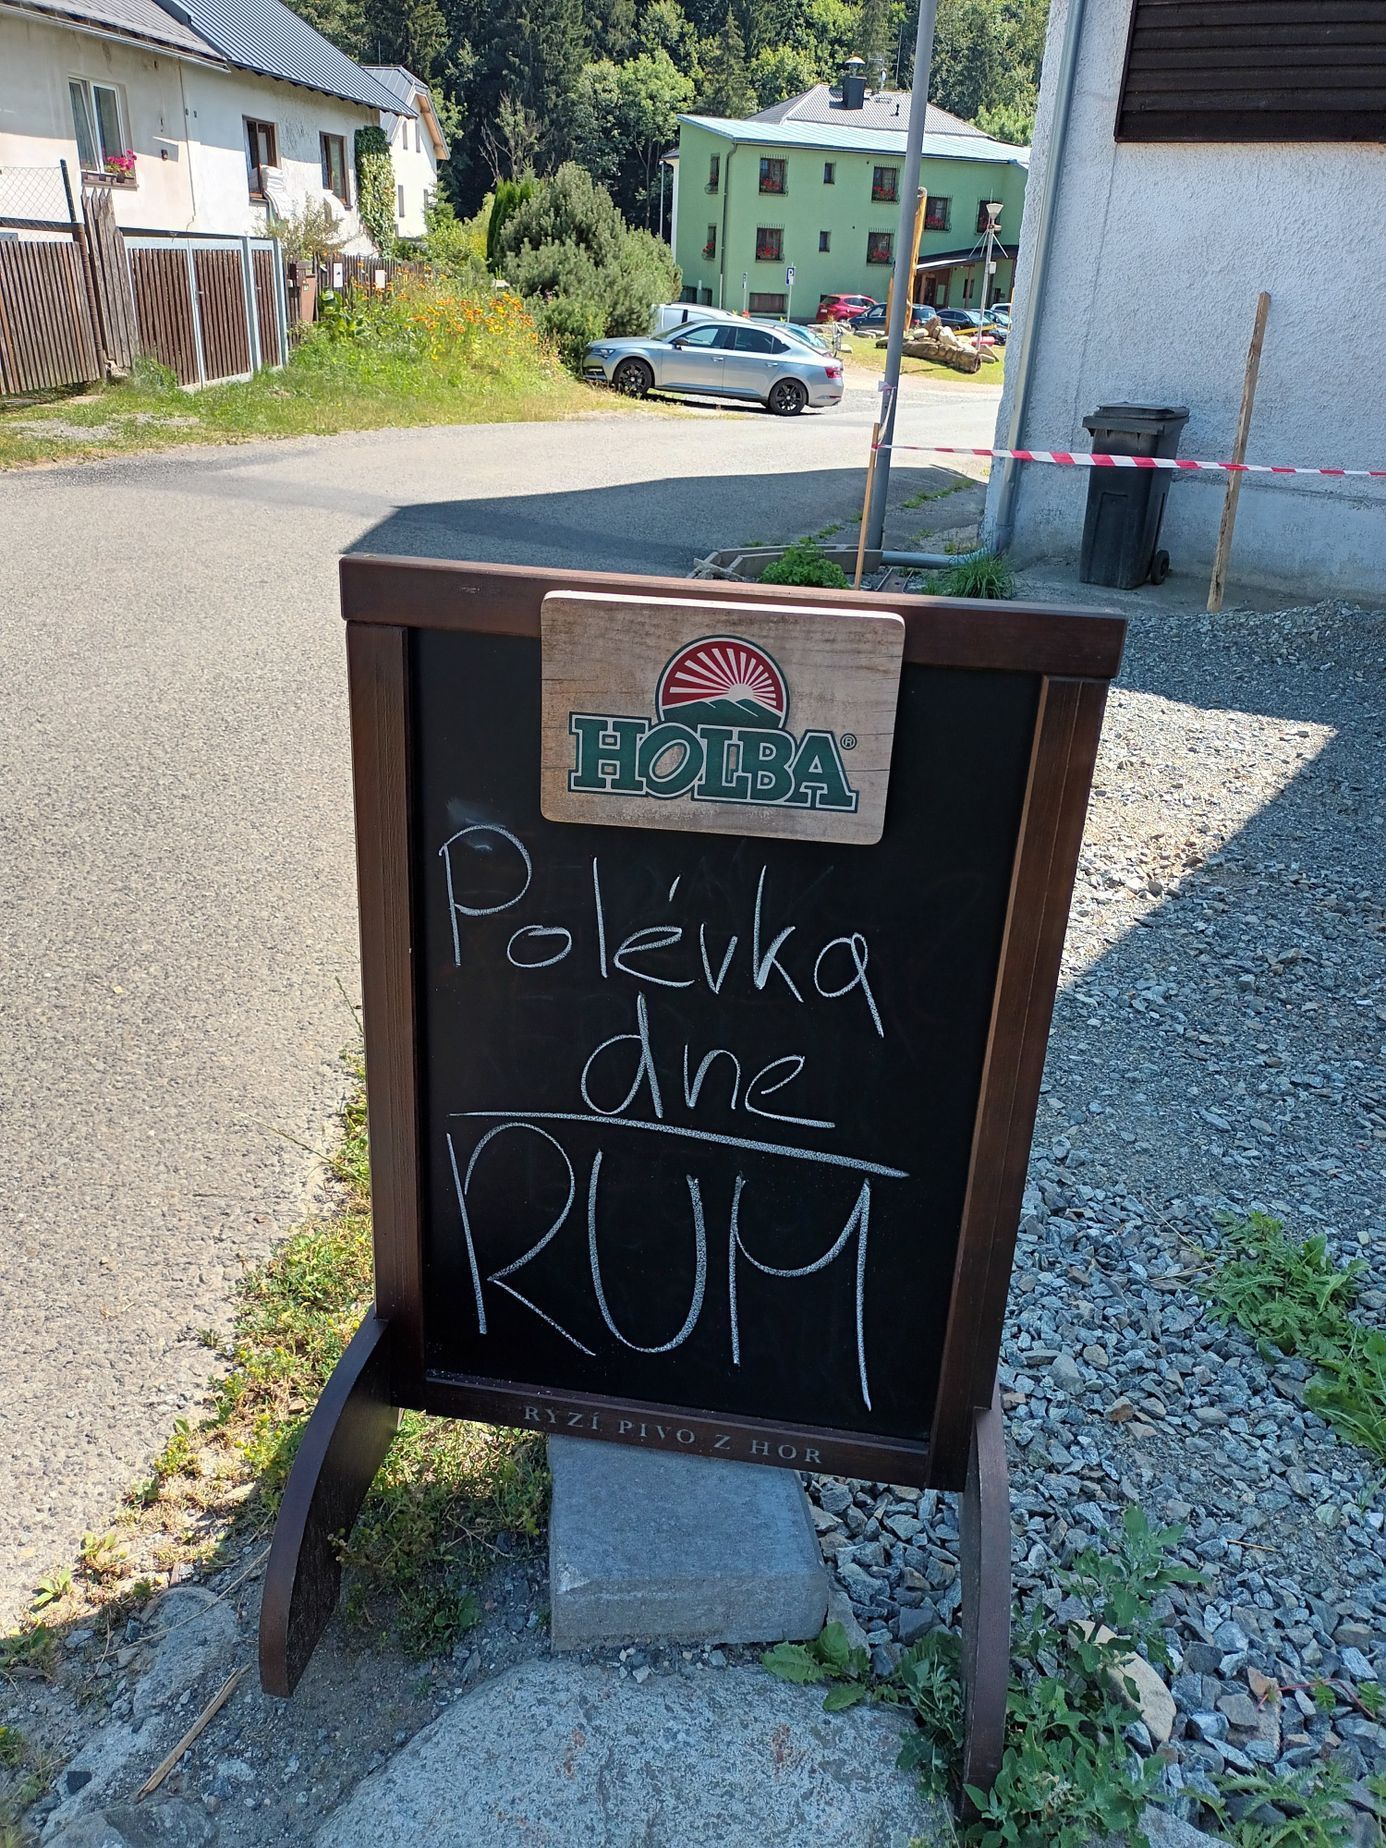 HOLBA®
Polévka
dne
RUM
RYZÍ PIVO Z HOR